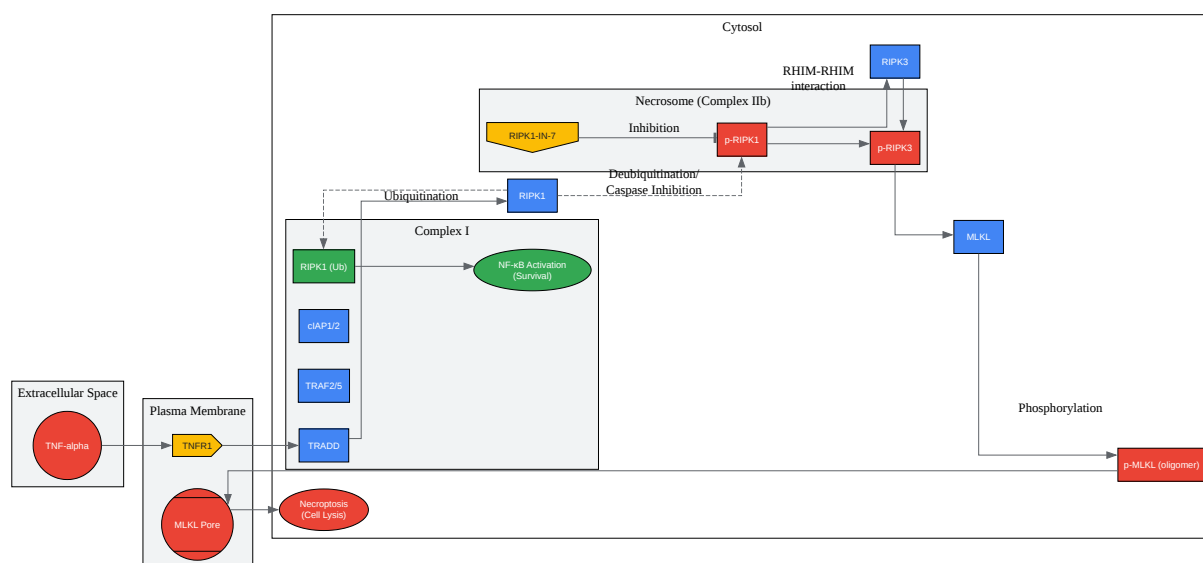 Cytosol
RIPK3
RHIM-RHIM
interaction
Necrosome (Complex IIb)
RIPK1-IN-7
Inhibition
p-RIPK1
p-RIPK3
Deubiquitination/
Caspase Inhibition
Ubiquitination
RIPK1
Complex I
MLKL
RIPK1 (Ub)
NF-κB Activation
(Survival)
cIAP1/2
TRAF2/5
Extracellular Space
Plasma Membrane
Phosphorylation
TNF-alpha
TNFR1
TRADD
p-MLKL (oligomer)
MLKL Pore
Necroptosis
(Cell Lysis)